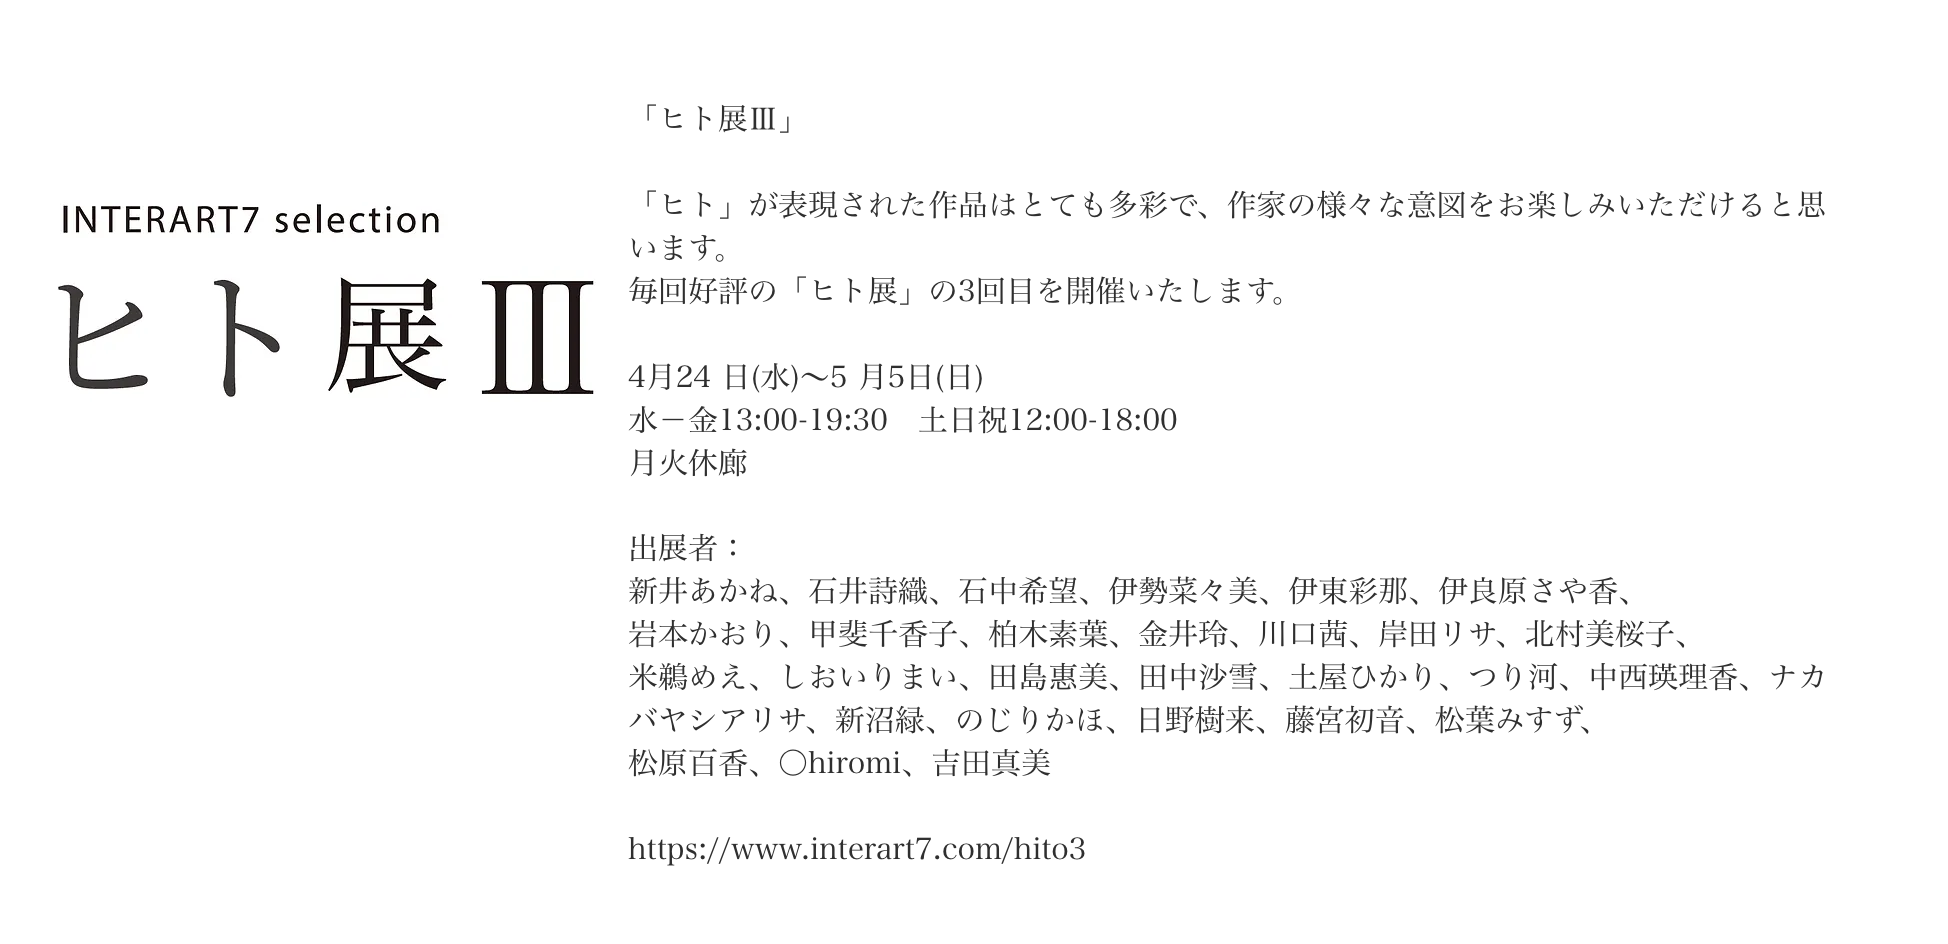 INTERART7 selection
ヒト展Ⅲ
「ヒト展Ⅲ」
「ヒト」が表現された作品はとても多彩で、作家の様々な意図をお楽しみいただけると思
います。
毎回好評の「ヒト展」の3回目を開催いたします。
4月24 日(水)〜5 月5日(日)
水－金13:00-19:30　土日祝12:00-18:00
月火休廊
出展者：
新井あかね、石井詩織、石中希望、伊勢菜々美、伊東彩那、伊良原さや香、
岩本かおり、甲斐千香子、柏木素葉、金井玲、川口茜、岸田リサ、北村美桜子、
米鵜めえ、しおいりまい、田島惠美、田中沙雪、土屋ひかり、つり河、中西瑛理香、ナカ
バヤシアリサ、新沼緑、のじりかほ、日野樹来、藤宮初音、松葉みすず、
松原百香、〇hiromi、吉田真美
https://www.interart7.com/hito3